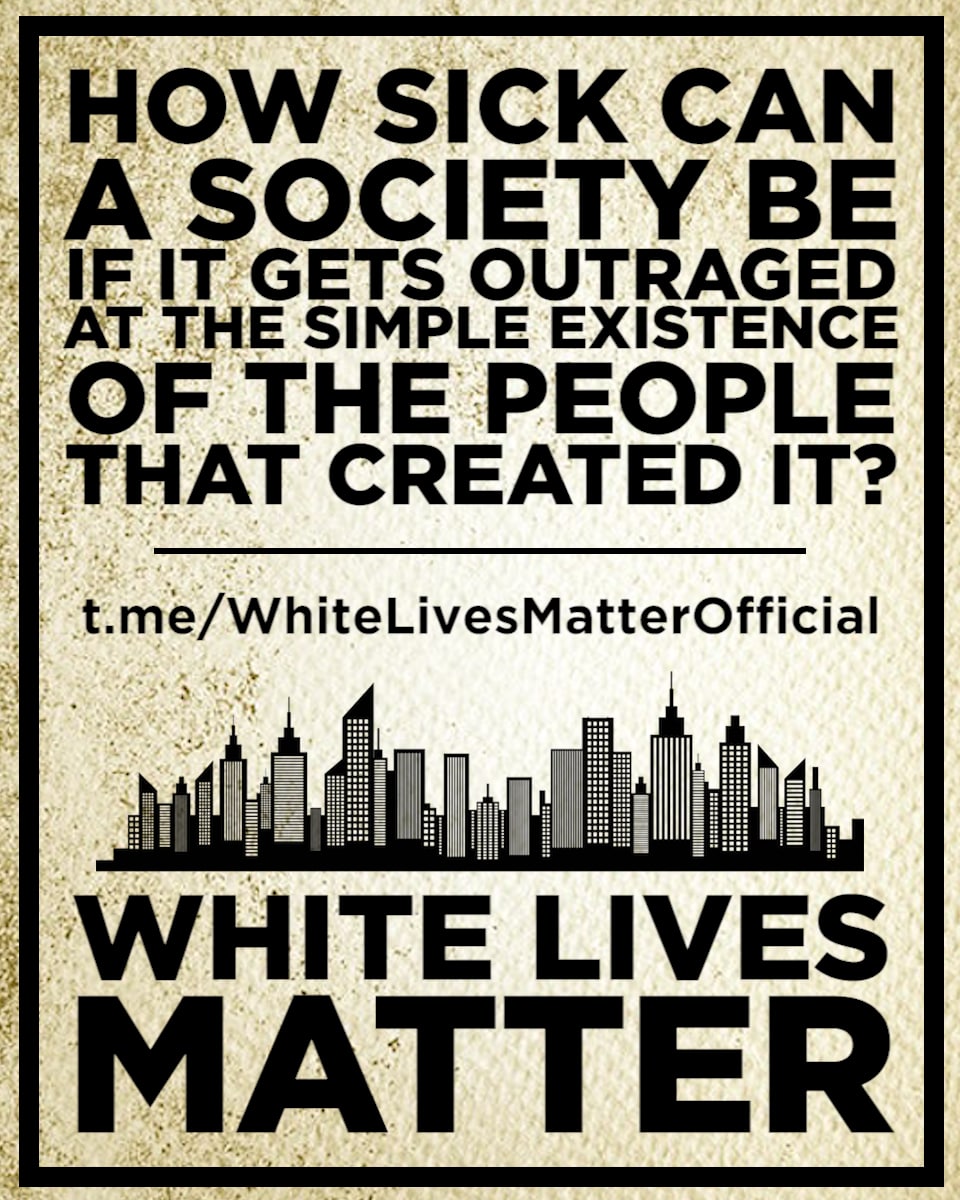 HOW SICK CAN
A SOCIETY BE
IF IT GETS OUTRAGED
AT THE SIMPLE EXISTENCE
OF THE PEOPLE
THAT CREATED IT?
t.me/WhiteLivesMatterOfficial
WHITE LIVES
MATTER